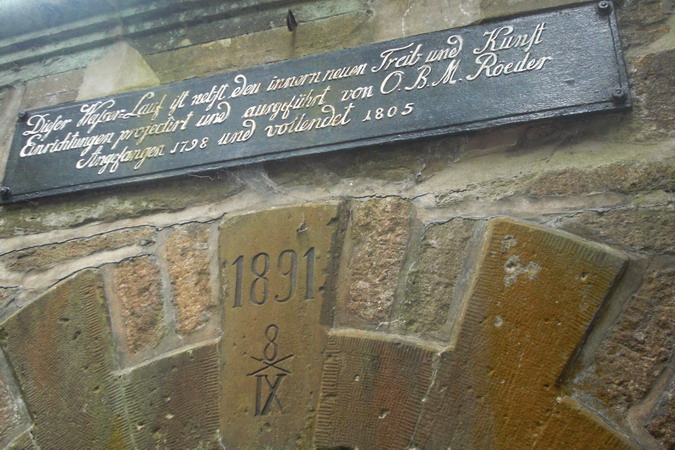 Dieser Waſser-Lauf iſt nebſt den innern neuen Treib und Kunſt
Einrichtungen projectirt und ausgeführt von O.B.M. Roeder
Angefangen 1798 und vollendet 1805
1891
8
IX